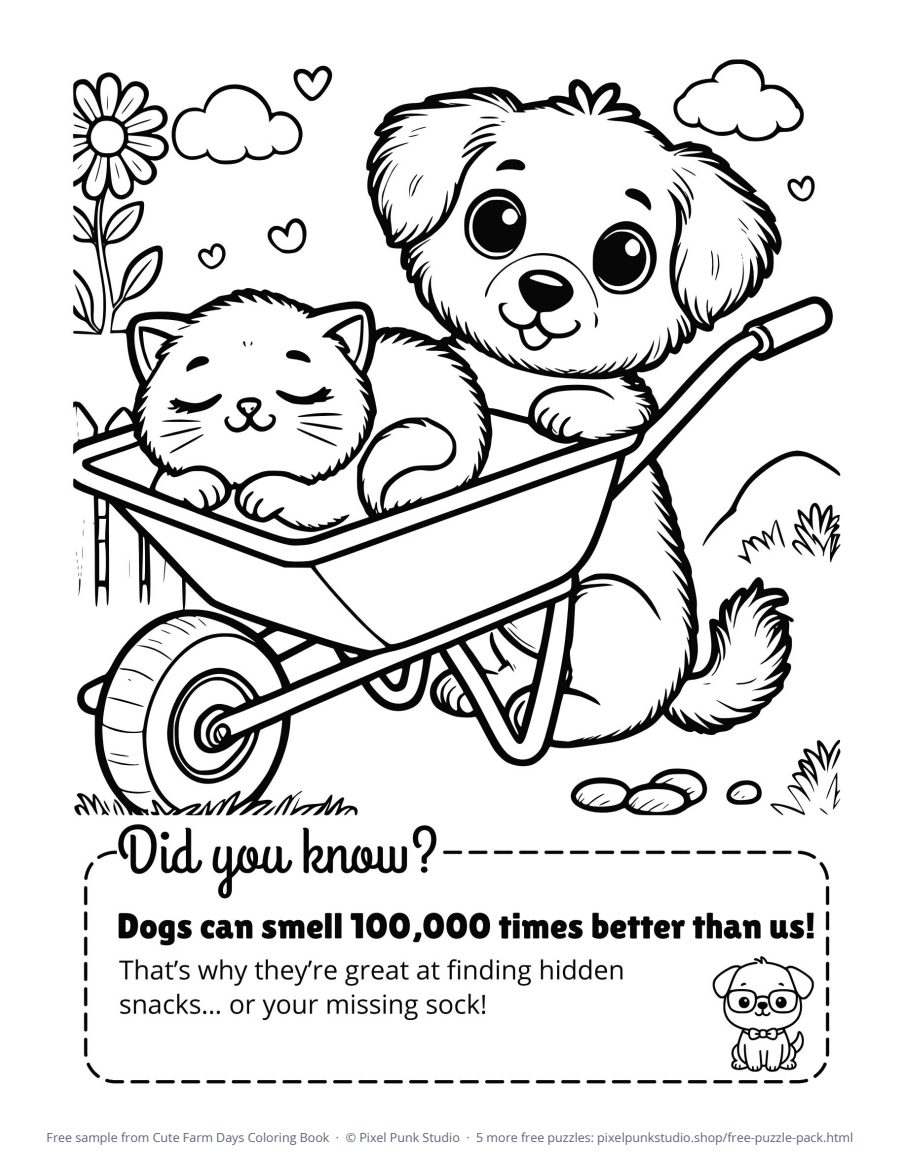 Did you know?
Dogs can smell 100,000 times better than us!
That’s why they’re great at finding hidden
snacks... or your missing sock!
Free sample from Cute Farm Days Coloring Book · © Pixel Punk Studio · 5 more free puzzles: pixelpunkstudio.shop/free-puzzle-pack.html